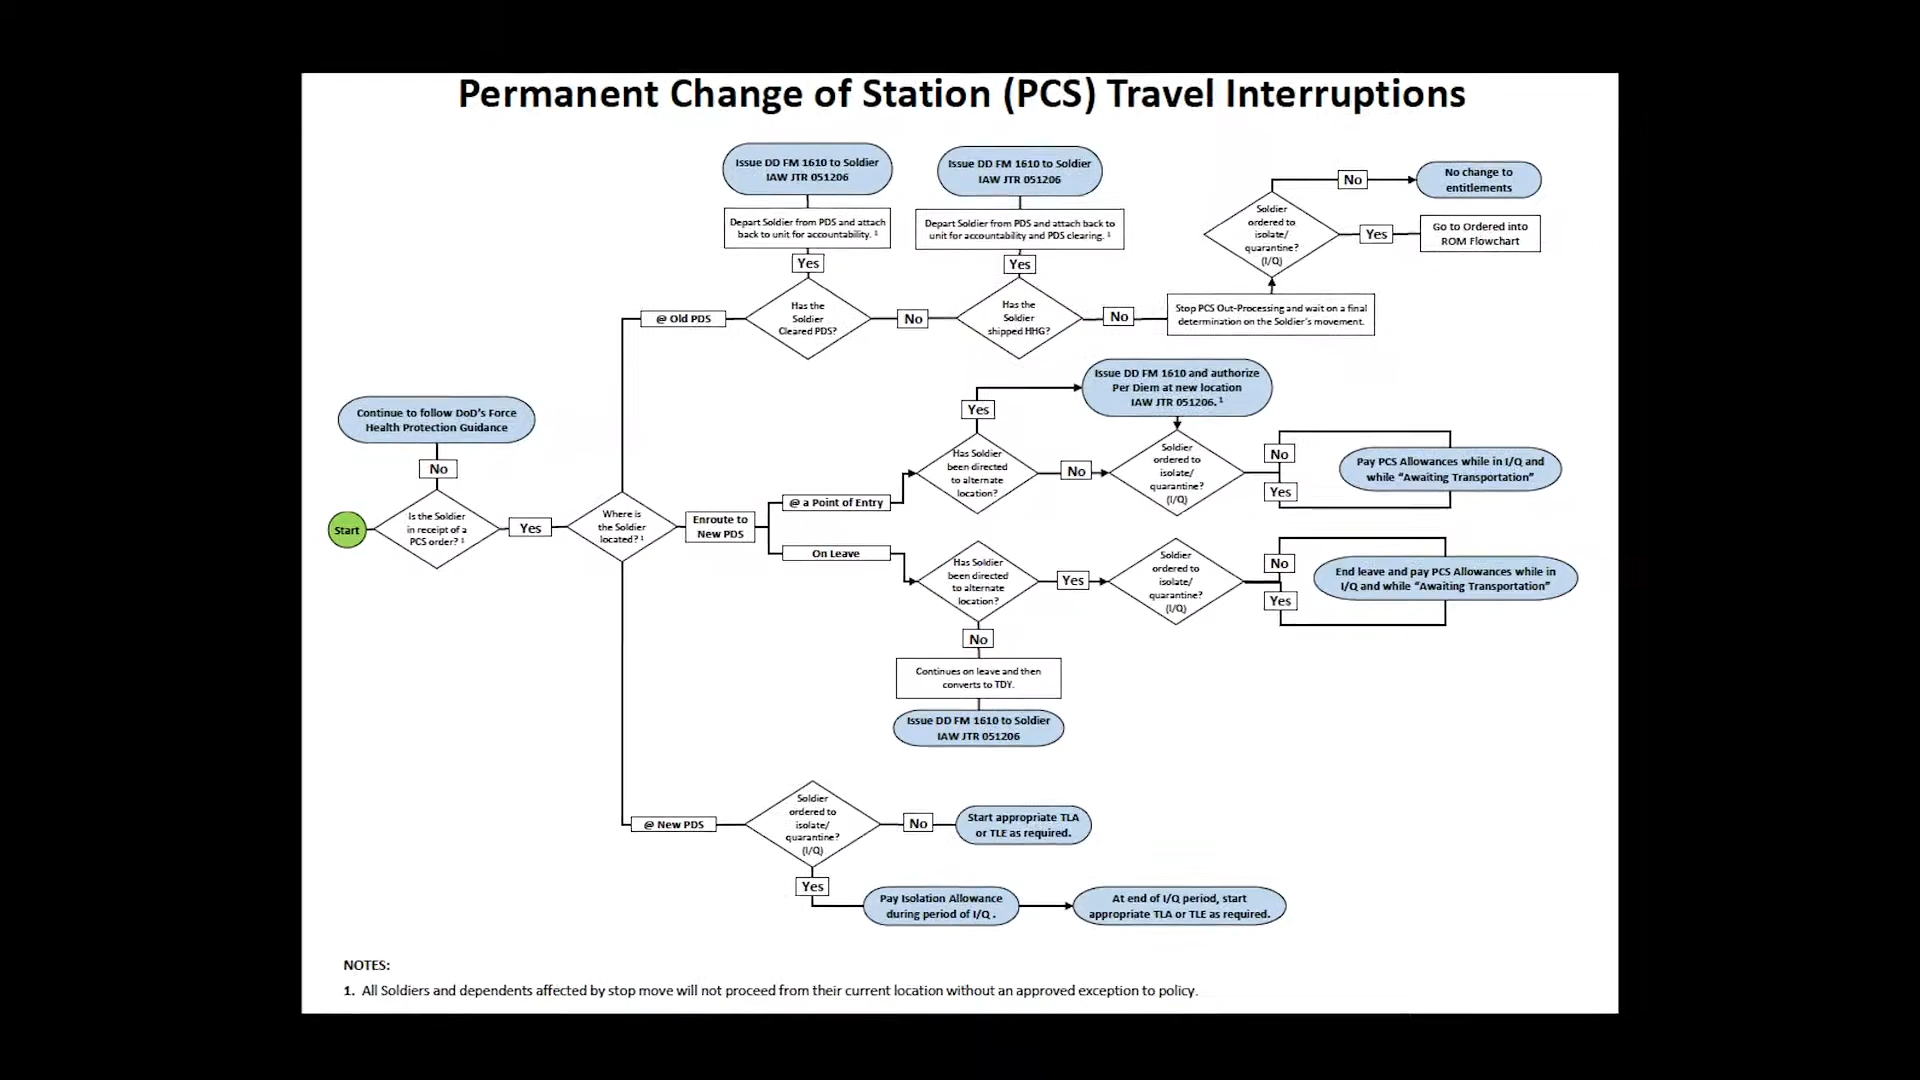 Permanent Change of Station (PCS) Travel Interruptions
Issue DD FM 1610 to Soldier
IAW JTR 051206
Issue DD FM 1610 to Soldier
IAW JTR 051206
Depart Soldier from PDS and attach
back to unit for accountability. 1
Depart Soldier from PDS and attach back to
unit for accountability and PDS clearing. 1
Yes
Yes
@ Old PDS
Has the
Soldier
Cleared PDS?
No
Has the
Soldier
shipped HHG?
No
Stop PCS Out-Processing and wait on a final
determination on the Soldier's movement.
Soldier
ordered to
isolate/
quarantine?
(I/Q)
No
No change to
entitlements
Yes
Go to Ordered into
ROM Flowchart
Continue to follow DoD's Force
Health Protection Guidance
No
Start
Is the Soldier
in receipt of a
PCS order? 1
Yes
Where is
the Soldier
located? 1
Enroute to
New PDS
@ a Point of Entry
Has Soldier
been directed
to alternate
location?
Yes
Issue DD FM 1610 and authorize
Per Diem at new location
IAW JTR 051206. 1
No
Soldier
ordered to
isolate/
quarantine?
(I/Q)
No
Yes
Pay PCS Allowances while in I/Q and
while “Awaiting Transportation”
On Leave
Has Soldier
been directed
to alternate
location?
Yes
Soldier
ordered to
isolate/
quarantine?
(I/Q)
No
Yes
End leave and pay PCS Allowances while in
I/Q and while “Awaiting Transportation”
No
Continues on leave and then
converts to TDY.
Issue DD FM 1610 to Soldier
IAW JTR 051206
@ New PDS
Soldier
ordered to
isolate/
quarantine?
(I/Q)
No
Start appropriate TLA
or TLE as required.
Yes
Pay Isolation Allowance
during period of I/Q .
At end of I/Q period, start
appropriate TLA or TLE as required.
NOTES:
1. All Soldiers and dependents affected by stop move will not proceed from their current location without an approved exception to policy.